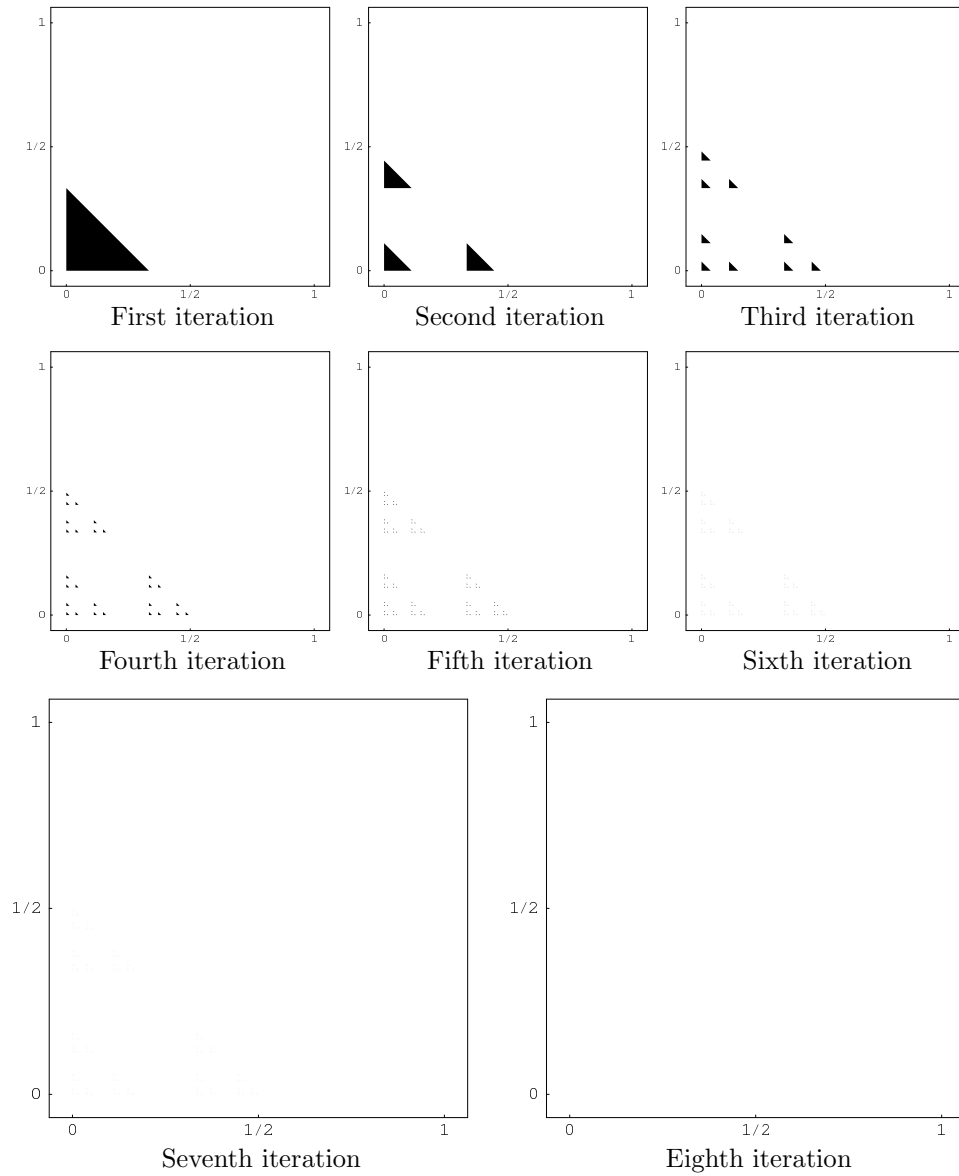 1
1/2
0
0 1/2 1
First iteration
1
1/2
0
0 1/2 1
Second iteration
1
1/2
0
0 1/2 1
Third iteration
1
1/2
0
0 1/2 1
Fourth iteration
1
1/2
0
0 1/2 1
Fifth iteration
1
1/2
0
0 1/2 1
Sixth iteration
1
1/2
0
0 1/2 1
Seventh iteration
1
1/2
0
0 1/2 1
Eighth iteration